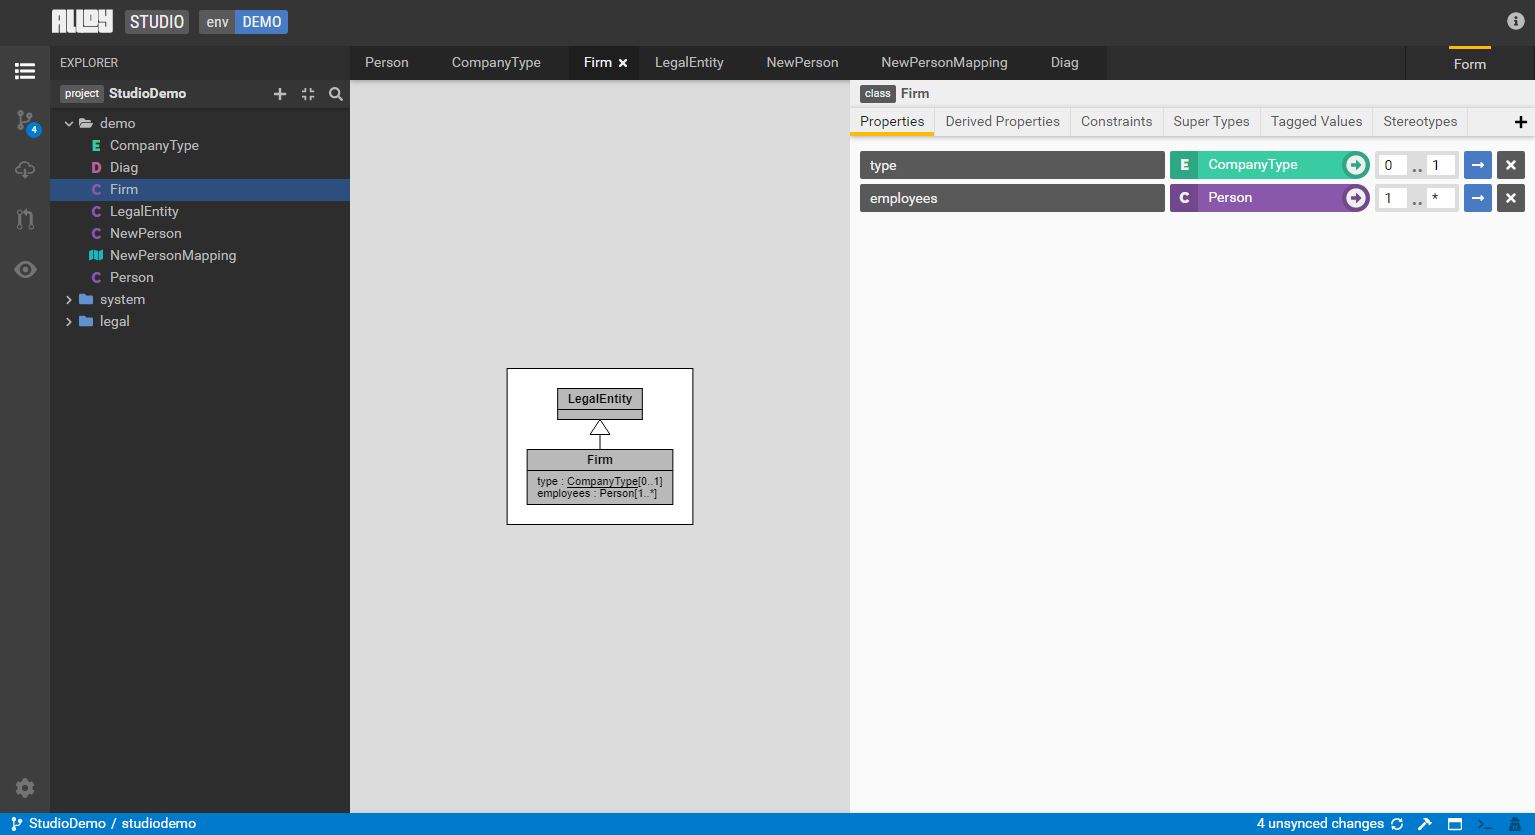 ALLOY STUDIO env DEMO
EXPLORER
Person CompanyType Firm LegalEntity NewPerson NewPersonMapping Diag Form
project StudioDemo
class Firm
4
demo
E CompanyType
D Diag
C Firm
C LegalEntity
C NewPerson
NewPersonMapping
C Person
system
legal
LegalEntity
Firm
type : CompanyType[0..1]
employees : Person[1..*]
Properties Derived Properties Constraints Super Types Tagged Values Stereotypes
type E CompanyType 0 .. 1
employees C Person 1 .. *
StudioDemo / studiodemo
4 unsynced changes